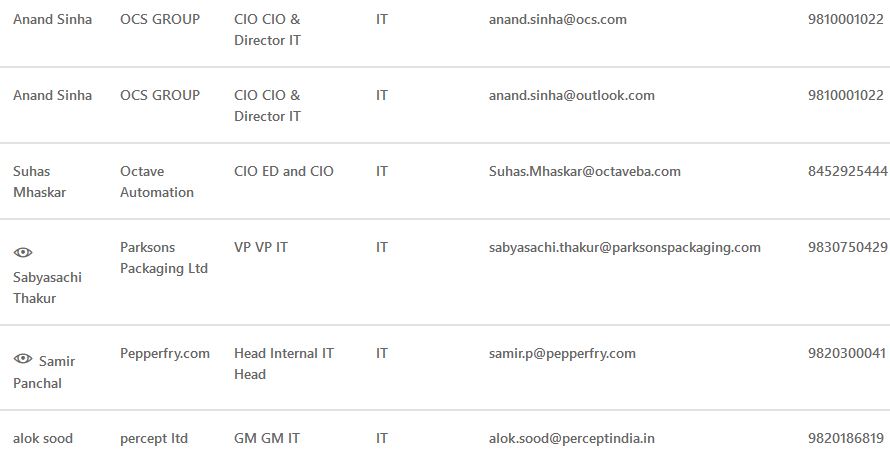 Anand Sinha OCS GROUP CIO CIO & IT anand.sinha@ocs.com 9810001022
Director IT
Anand Sinha OCS GROUP CIO CIO & IT anand.sinha@outlook.com 9810001022
Director IT
Suhas Octave CIO ED and CIO IT Suhas.Mhaskar@octaveba.com 8452925444
Mhaskar Automation
Parksons VP VP IT IT sabyasachi.thakur@parksonspackaging.com 9830750429
Sabyasachi Packaging Ltd
Thakur
Samir Pepperfry.com Head Internal IT IT samir.p@pepperfry.com 9820300041
Panchal Head
alok sood percept ltd GM GM IT IT alok.sood@perceptindia.in 9820186819